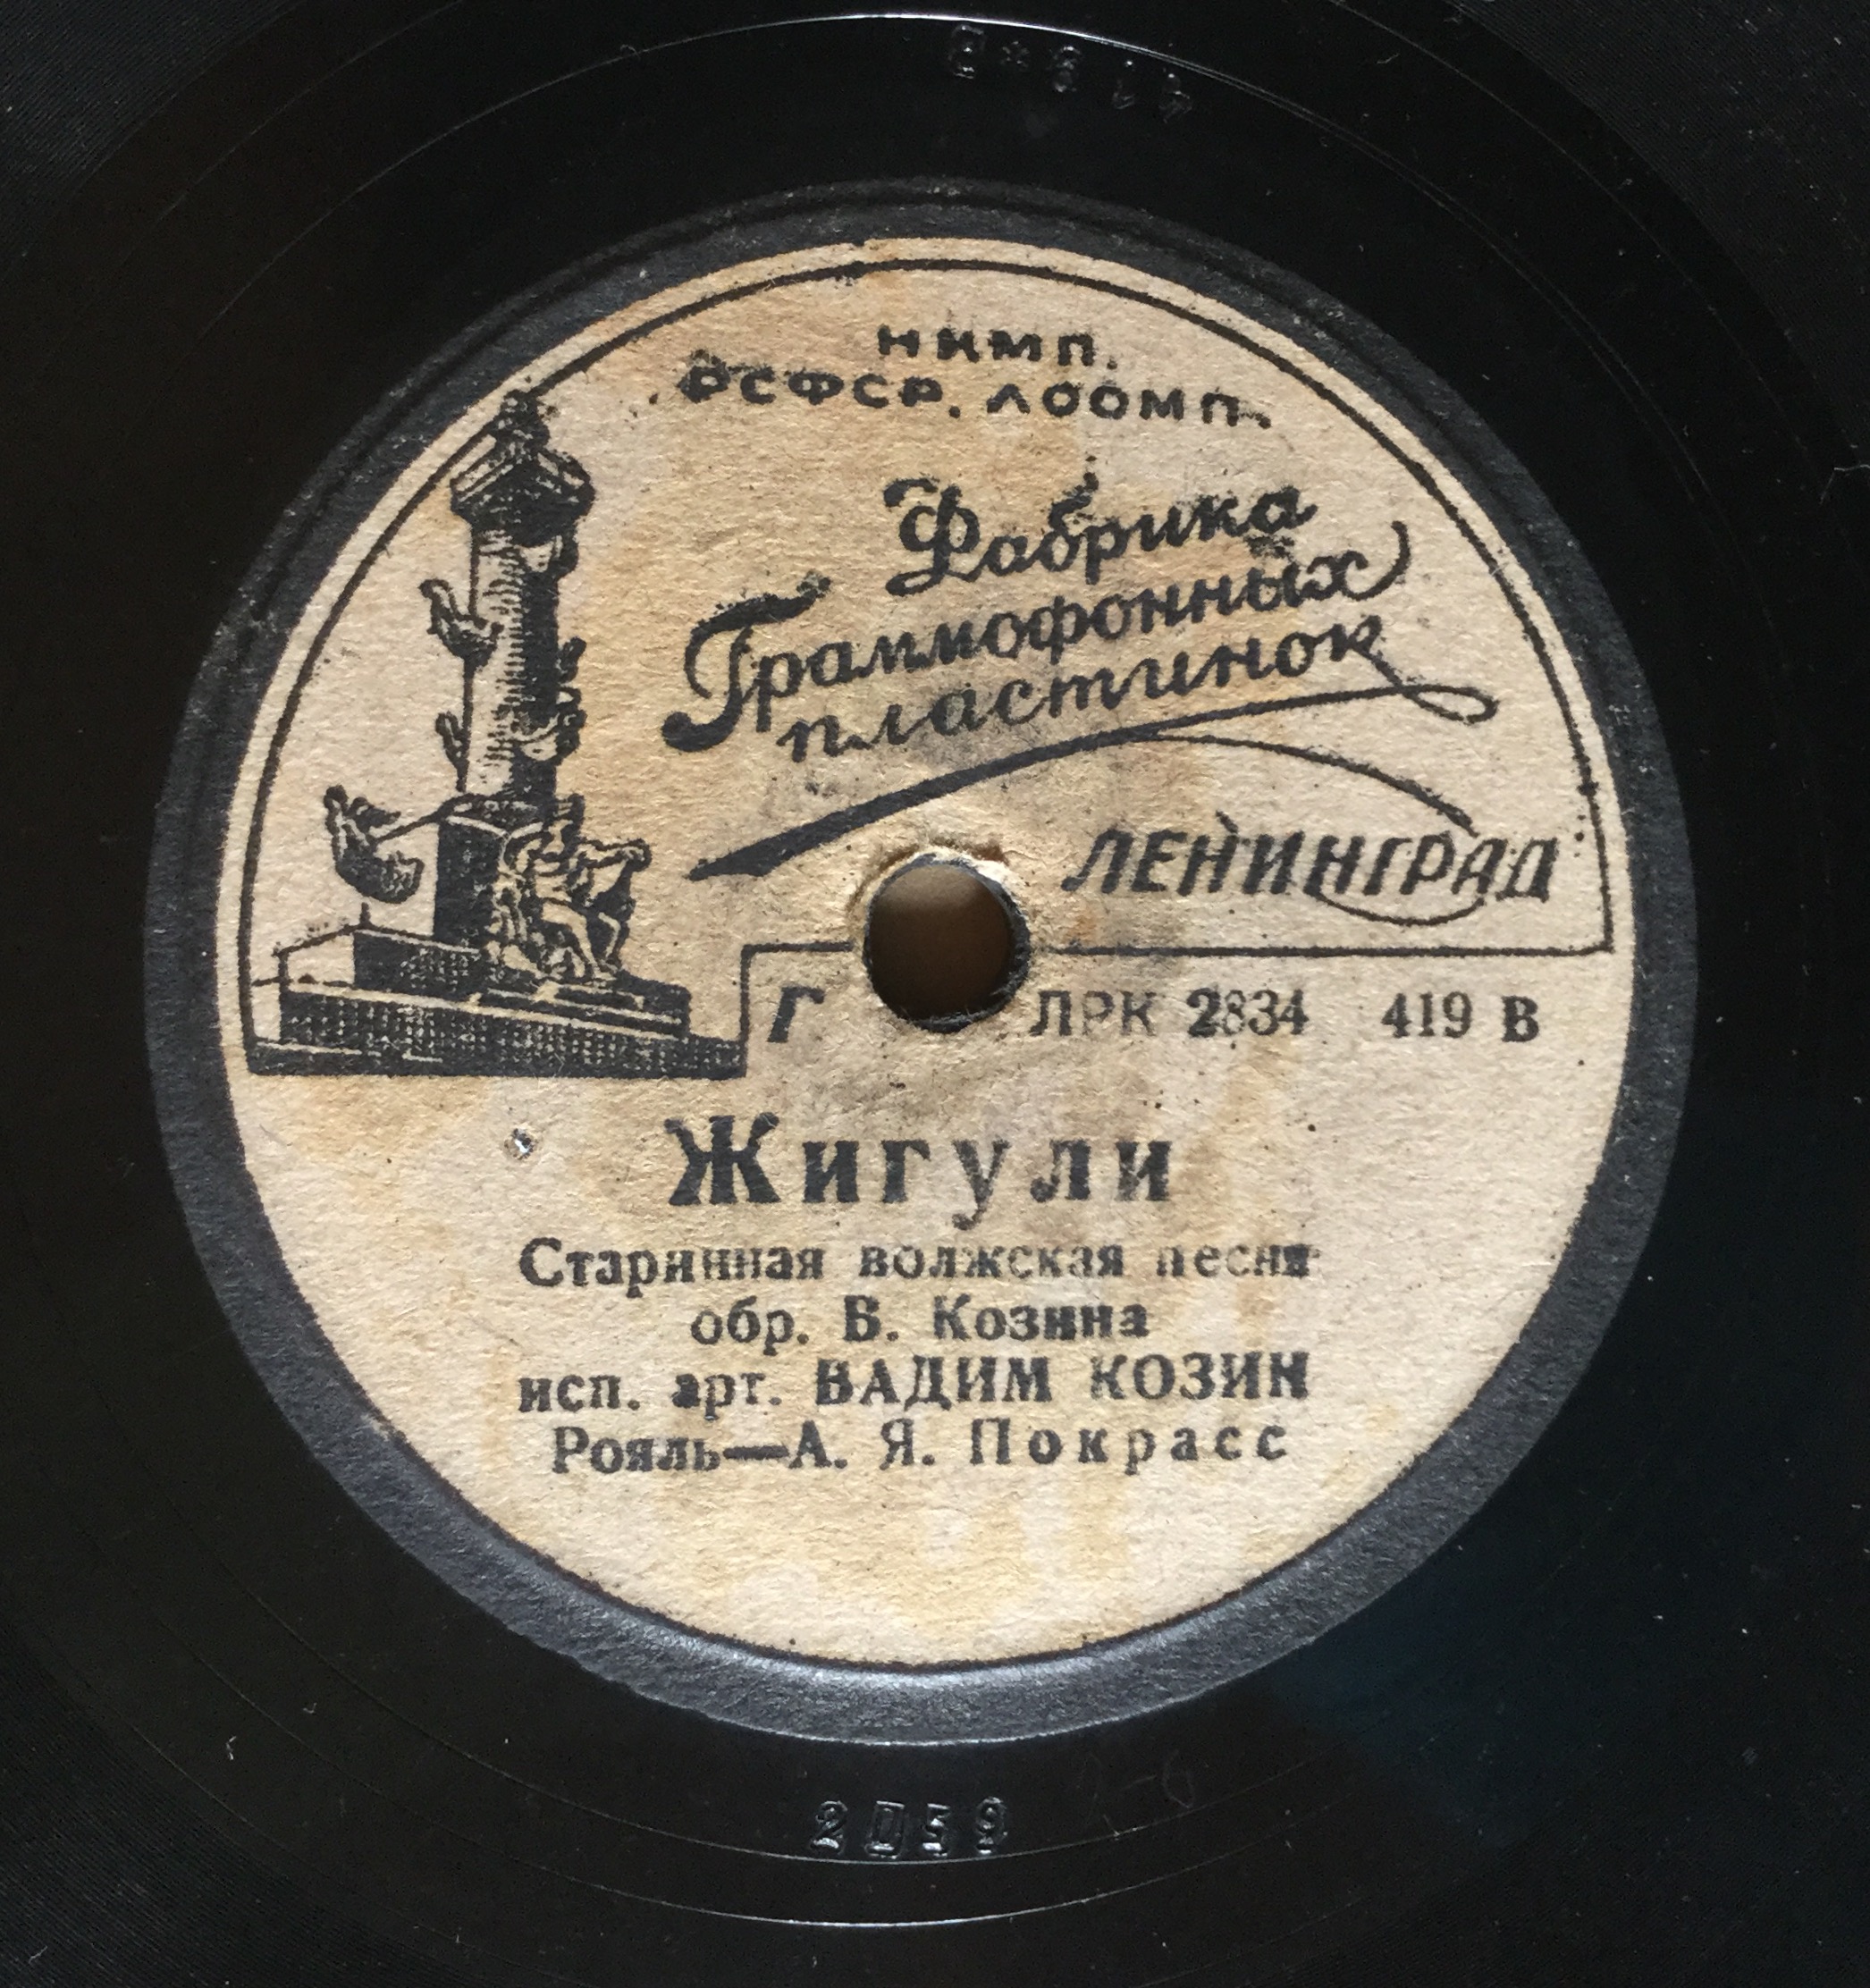 НКМП.
РСФСР. ЛООМП.
Фабрика
Граммофонных
пластинок
ЛЕНИНГРАД
Г ЛРК 2834 419 В
Жигули
Старинная волжская песня
обр. В. Козина
исп. арт. ВАДИМ КОЗИН
Рояль—А. Я. Покрасс
2059